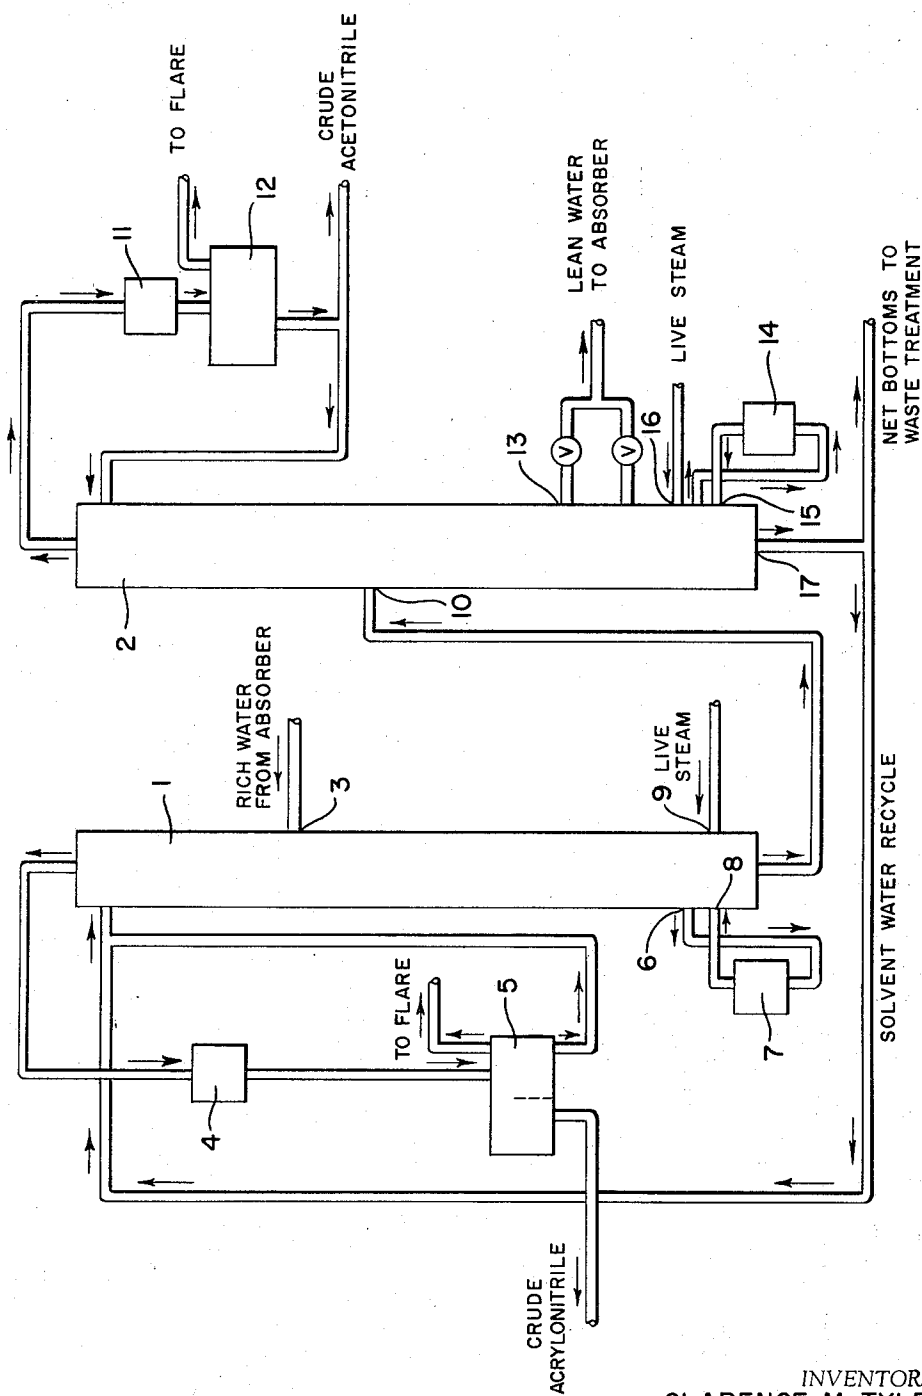 TO FLARE
CRUDE
ACETONITRILE
11
12
2
10
13
LEAN WATER
TO ABSORBER
V
V
16
LIVE STEAM
14
15
17
NET BOTTOMS TO
WASTE TREATMENT
RICH WATER
FROM ABSORBER
1
3
9 LIVE
STEAM
8
6
7
TO FLARE
5
4
CRUDE
ACRYLONITRILE
SOLVENT WATER RECYCLE
INVENTOR
CLARENCE M.